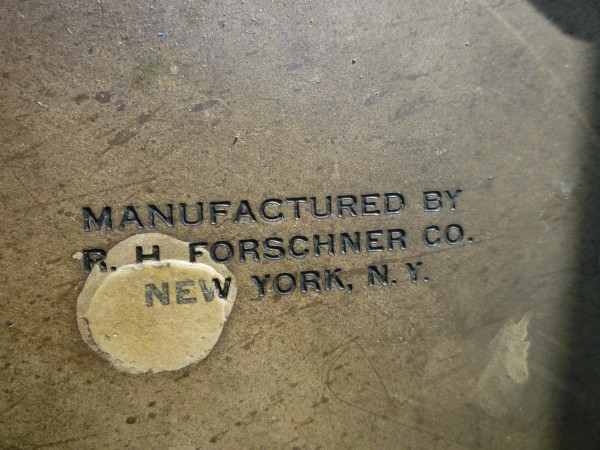 MANUFACTURED BY
R. H. FORSCHNER CO.
NEW YORK, N.Y.